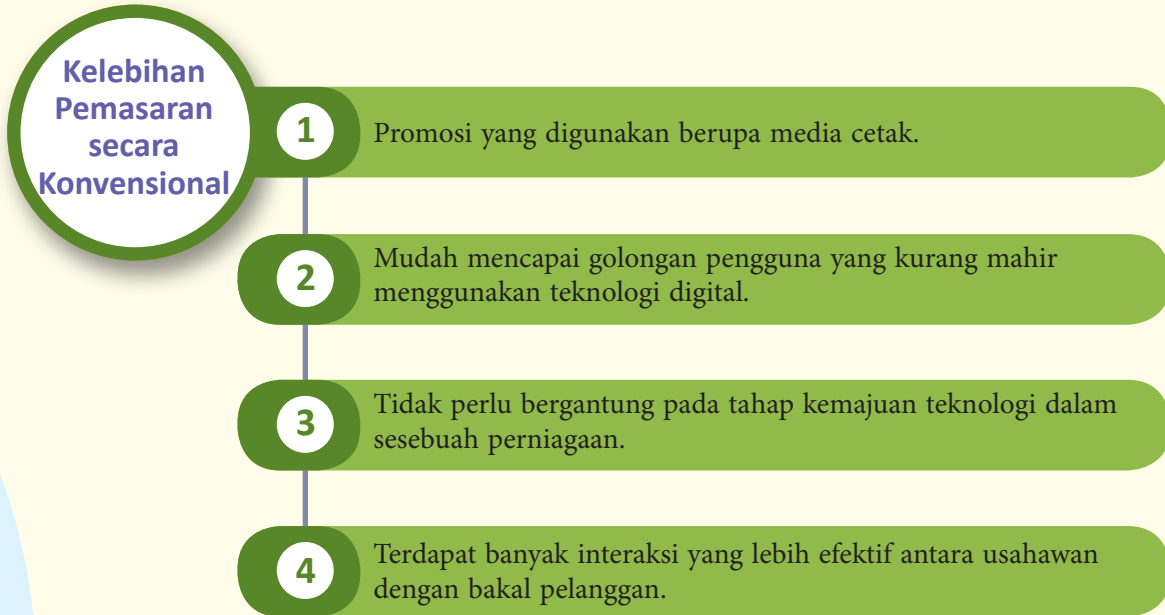 Kelebihan
Pemasaran
secara
Konvensional
1
Promosi yang digunakan berupa media cetak.
2
Mudah mencapai golongan pengguna yang kurang mahir
menggunakan teknologi digital.
3
Tidak perlu bergantung pada tahap kemajuan teknologi dalam
sesebuah perniagaan.
4
Terdapat banyak interaksi yang lebih efektif antara usahawan
dengan bakal pelanggan.